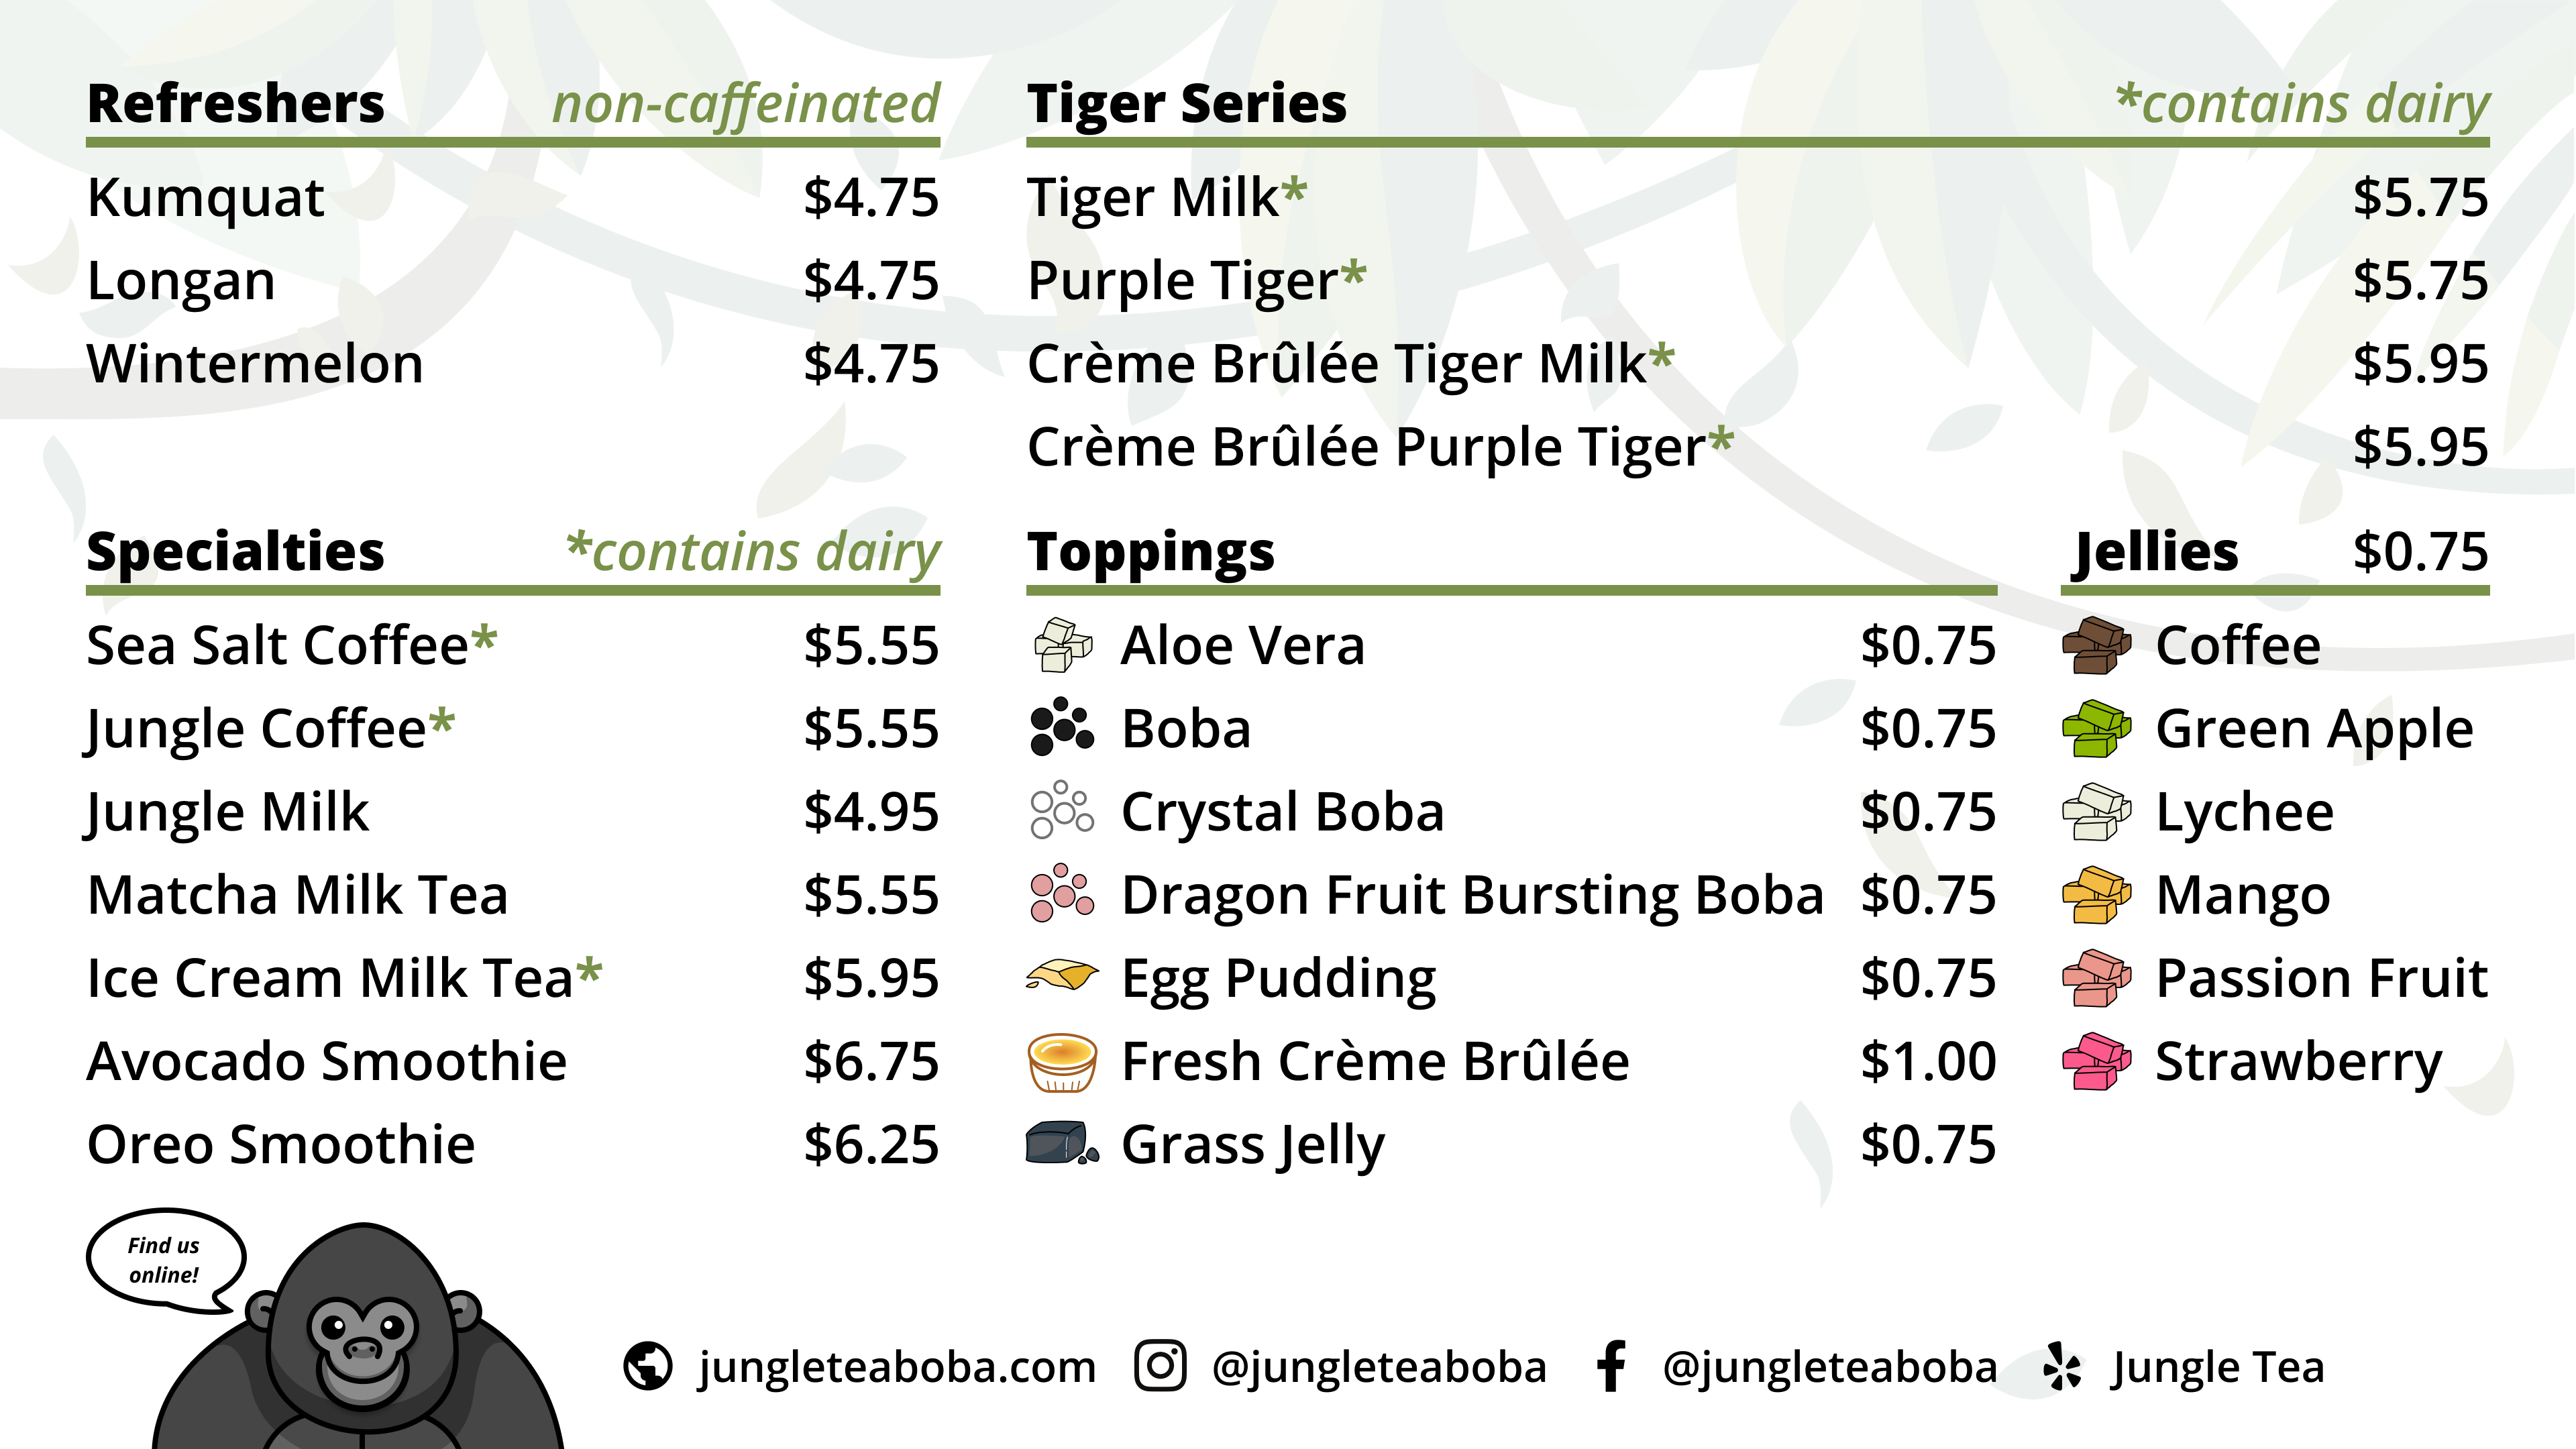 Refreshers non-caffeinated
Kumquat $4.75
Longan $4.75
Wintermelon $4.75
Tiger Series *contains dairy
Tiger Milk* $5.75
Purple Tiger* $5.75
Crème Brûlée Tiger Milk* $5.95
Crème Brûlée Purple Tiger* $5.95
Specialties *contains dairy
Sea Salt Coffee* $5.55
Jungle Coffee* $5.55
Jungle Milk $4.95
Matcha Milk Tea $5.55
Ice Cream Milk Tea* $5.95
Avocado Smoothie $6.75
Oreo Smoothie $6.25
Toppings
Aloe Vera $0.75
Boba $0.75
Crystal Boba $0.75
Dragon Fruit Bursting Boba $0.75
Egg Pudding $0.75
Fresh Crème Brûlée $1.00
Grass Jelly $0.75
Jellies $0.75
Coffee
Green Apple
Lychee
Mango
Passion Fruit
Strawberry
Find us
online!
jungleteaboba.com @jungleteaboba @jungleteaboba Jungle Tea